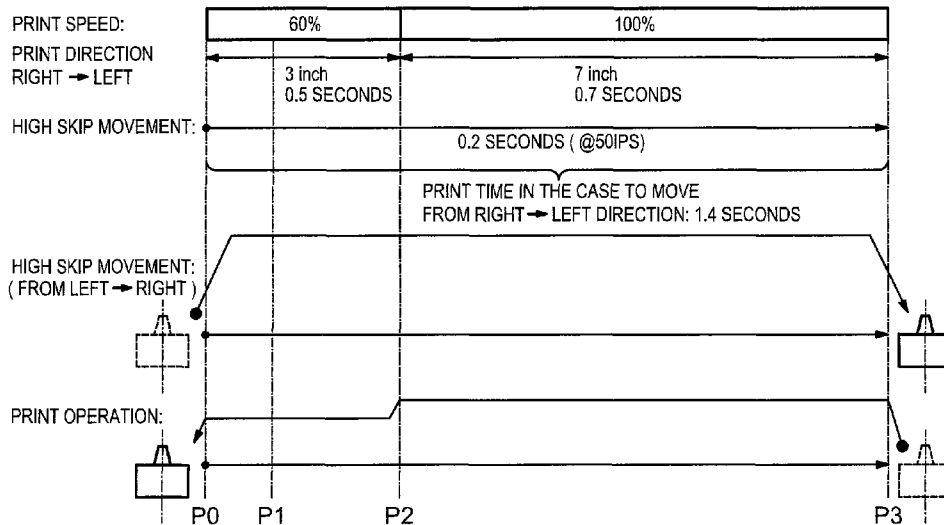 PRINT SPEED: 60% 100%
PRINT DIRECTION
RIGHT → LEFT
3 inch
0.5 SECONDS
7 inch
0.7 SECONDS
HIGH SKIP MOVEMENT:
0.2 SECONDS ( @50IPS)
PRINT TIME IN THE CASE TO MOVE
FROM RIGHT → LEFT DIRECTION: 1.4 SECONDS
HIGH SKIP MOVEMENT:
( FROM LEFT → RIGHT )
PRINT OPERATION:
P0 P1 P2 P3